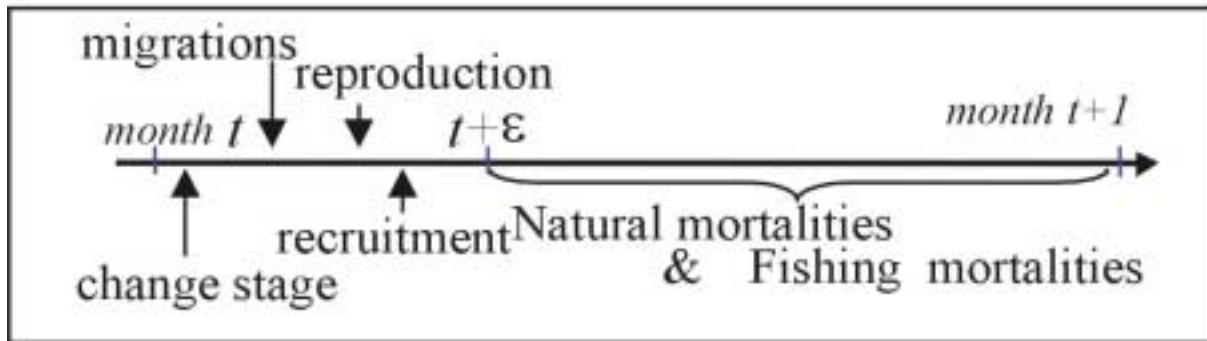 migrations
reproduction
month t
t+ε
month t+1
recruitment
Natural mortalities
& Fishing mortalities
change stage